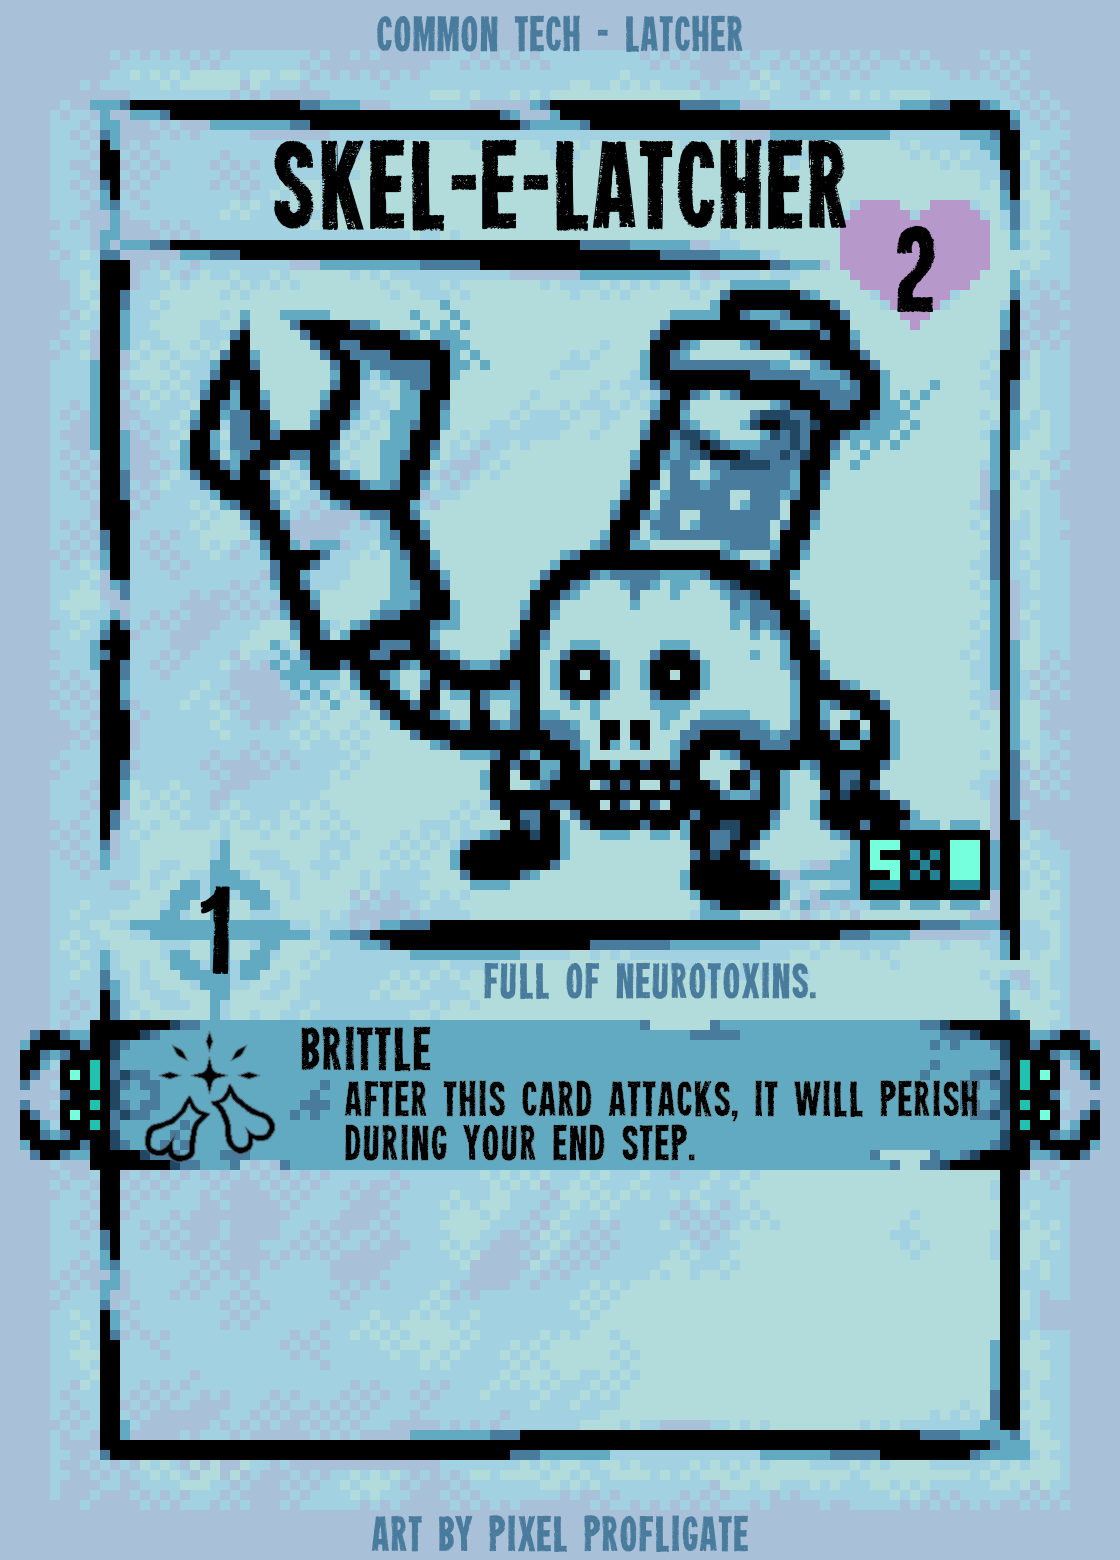 COMMON TECH - LATCHER
SKEL-E-LATCHER
2
5×
1
FULL OF NEUROTOXINS.
BRITTLE
AFTER THIS CARD ATTACKS, IT WILL PERISH
DURING YOUR END STEP.
ART BY PIXEL PROFLIGATE